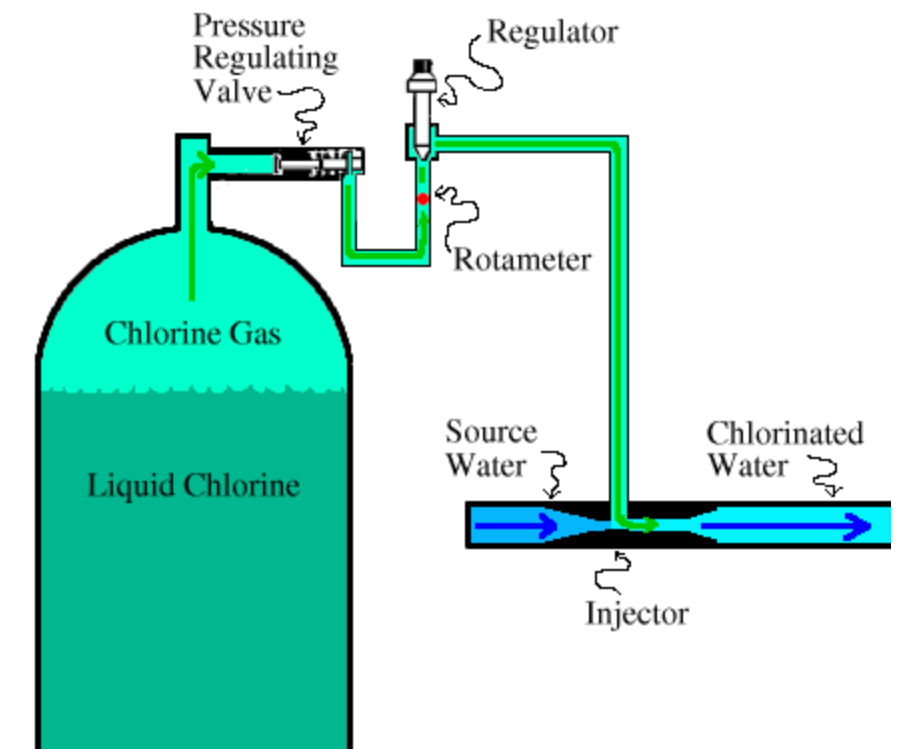 Pressure
Regulating
Valve
Regulator
Rotameter
Chlorine Gas
Liquid Chlorine
Source
Water
Chlorinated
Water
Injector